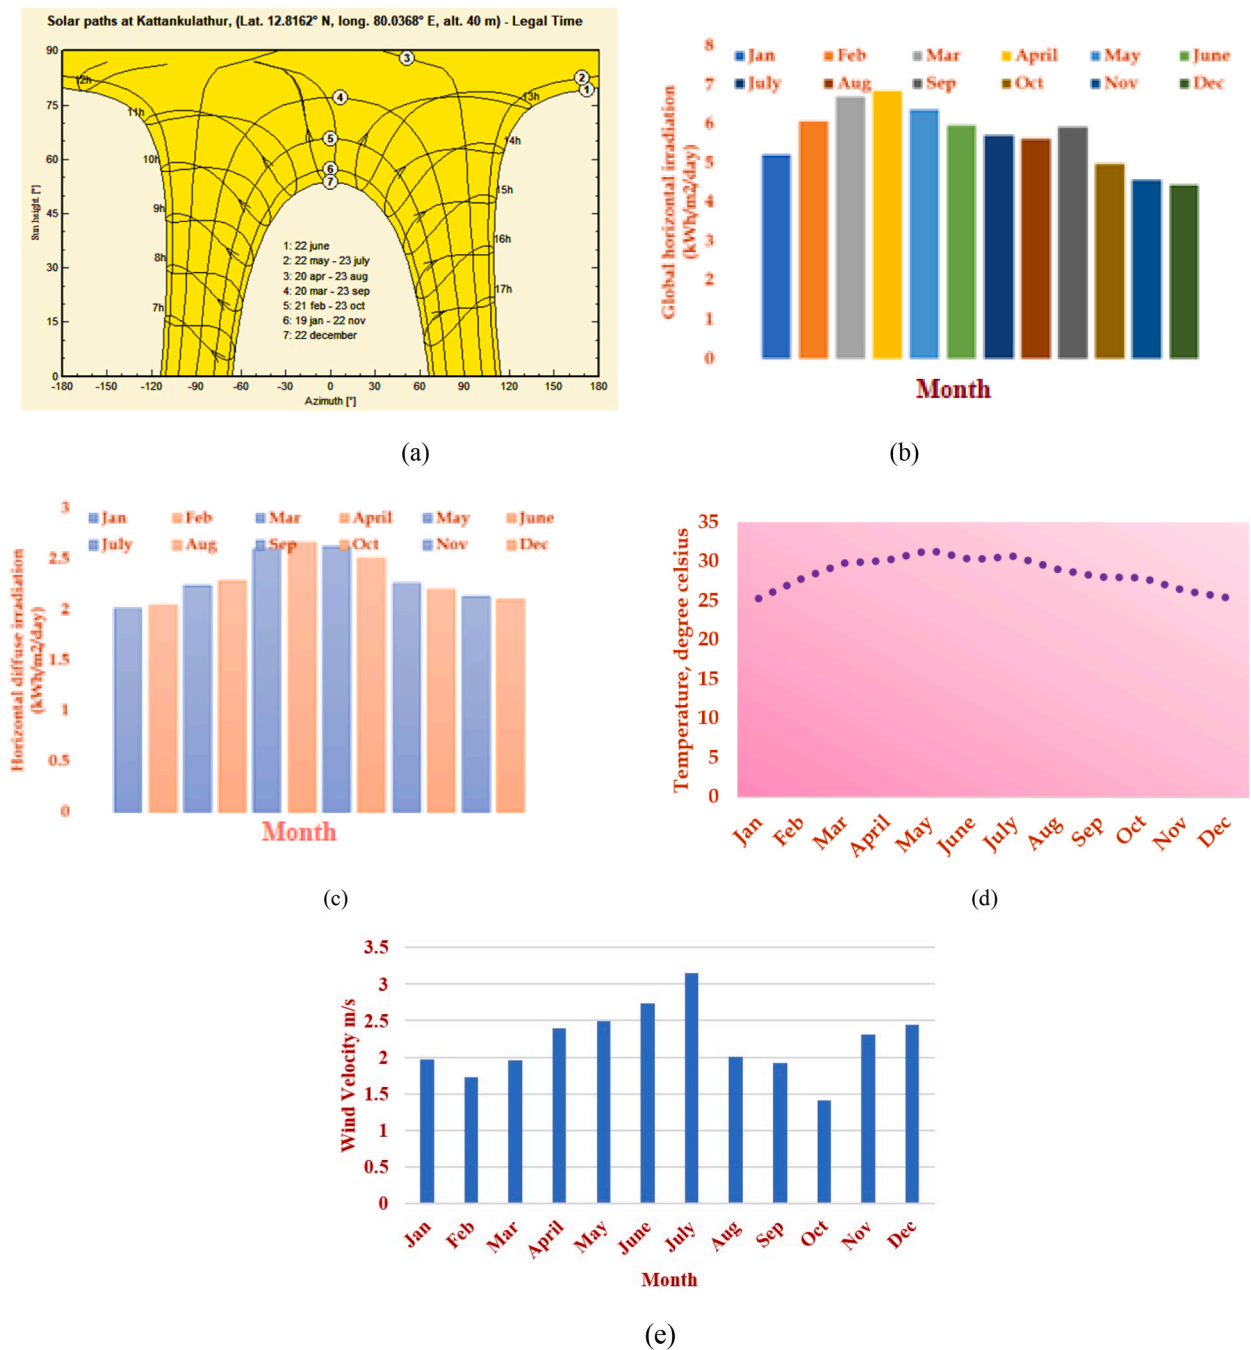 Solar paths at Kattankulathur, (Lat. 12.8162° N, long. 80.0368° E, alt. 40 m) - Legal Time
90
75
60
45
30
15
0
Sun height [°]
12h
11h
10h
9h
8h
7h
13h
14h
15h
16h
17h
3
2
1
4
5
6
7
1: 22 june
2: 22 may - 23 july
3: 20 apr - 23 aug
4: 20 mar - 23 sep
5: 21 feb - 23 oct
6: 19 jan - 22 nov
7: 22 december
-180 -150 -120 -90 -60 -30 0 30 60 90 120 150 180
Azimuth [°]
(a)
8
7
6
5
4
3
2
1
0
Global horizontal irradiation
(kWh/m2/day)
Jan Feb Mar April May June
July Aug Sep Oct Nov Dec
Month
(b)
3
2.5
2
1.5
1
0.5
0
Horizontal diffuse irradiation
(kWh/m2/day)
Jan Feb Mar April May June
July Aug Sep Oct Nov Dec
Month
(c)
35
30
25
20
15
10
5
0
Temperature, degree celsius
Jan Feb Mar April May June July Aug Sep Oct Nov Dec
(d)
3.5
3
2.5
2
1.5
1
0.5
0
Wind Velocity m/s
Jan Feb Mar April May June July Aug Sep Oct Nov Dec
Month
(e)